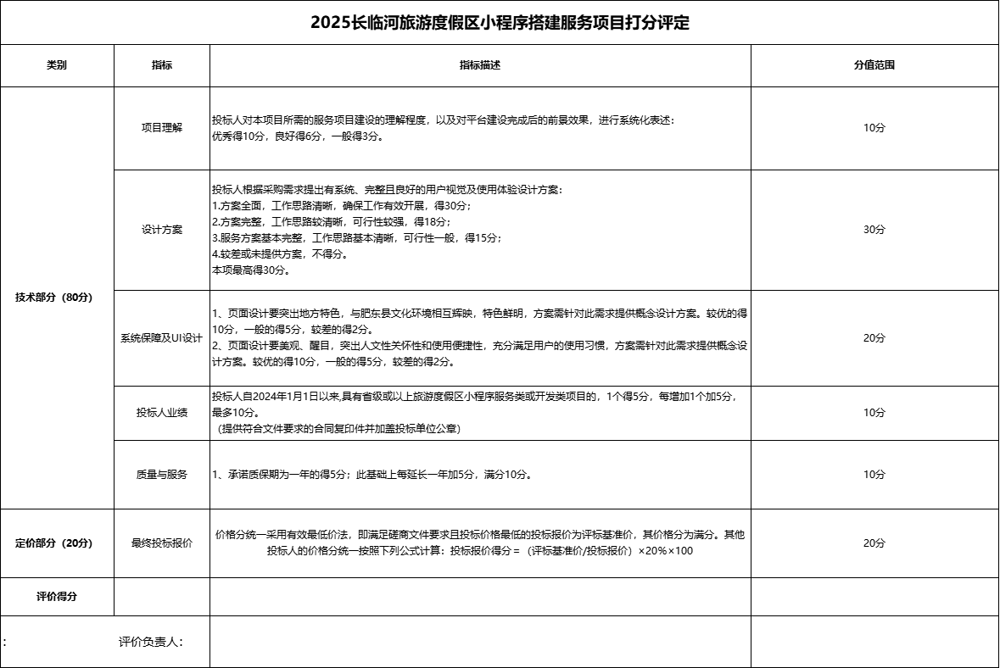 2025长临河旅游度假区小程序搭建服务项目打分评定
类别
指标
指标描述
分值范围
技术部分（80分）
项目理解
投标人对本项目所需的服务项目建设的理解程度，以及对平台建设完成后的前景效果，进行系统化表述：
优秀得10分，良好得6分，一般得3分。
10分
设计方案
投标人根据采购需求提出有系统、完整且良好的用户视觉及使用体验设计方案：
1.方案全面，工作思路清晰，确保工作有效开展，得30分；
2.方案完整，工作思路较清晰，可行性较强，得18分；
3.服务方案基本完整，工作思路基本清晰，可行性一般，得15分；
4.较差或未提供方案，不得分。
本项最高得30分。
30分
系统保障及UI设计
1、页面设计要突出地方特色，与肥东县文化环境相互辉映，特色鲜明，方案需针对此需求提供概念设计方案。较优的得
10分，一般的得5分，较差的得2分。
2、页面设计要美观、醒目，突出人文性关怀性和使用便捷性，充分满足用户的使用习惯，方案需针对此需求提供概念设
计方案。较优的得10分，一般的得5分，较差的得2分。
20分
投标人业绩
投标人自2024年1月1日以来,具有省级或以上旅游度假区小程序服务类或开发类项目的，1个得5分，每增加1个加5分，
最多10分。
（提供符合文件要求的合同复印件并加盖投标单位公章）
10分
质量与服务
1、承诺质保期为一年的得5分；此基础上每延长一年加5分，满分10分。
10分
定价部分（20分）
最终投标报价
价格分统一采用有效最低价法，即满足磋商文件要求且投标价格最低的投标报价为评标基准价，其价格分为满分。其他
投标人的价格分统一按照下列公式计算：投标报价得分＝（评标基准价/投标报价）×20％×100
20分
评价得分
：
评价负责人：